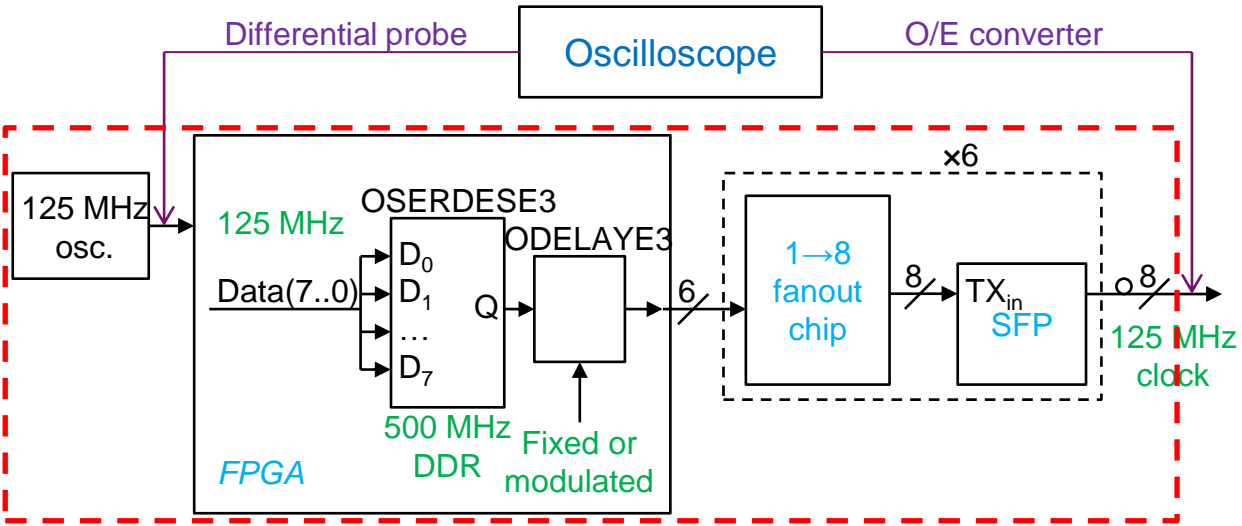 Differential probe
Oscilloscope
O/E converter
×6
125 MHz
osc.
125 MHz
OSERDESE3
ODELAYE3
Data(7..0)
D₀
D₁
…
D₇
Q
500 MHz
DDR
Fixed or
modulated
FPGA
6
1→8
fanout
chip
8
TXᵢₙ
SFP
8
125 MHz
clock